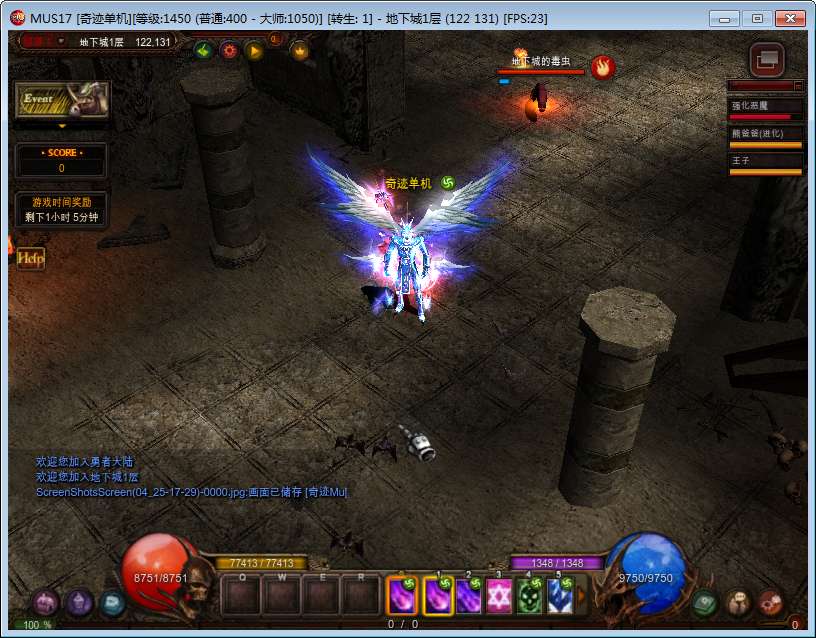 MUS17 [奇迹单机][等级:1450 (普通:400 - 大师:1050)] [转生: 1] - 地下城1层 (122 131) [FPS:23]
地下城1层 122,131
地下城的毒虫
Event
强化恶魔
SCORE
0
熊爸爸(进化)
王子
奇迹单机
游戏时间奖励
剩下1小时 5分钟
Help
欢迎您加入勇者大陆
欢迎您加入地下城1层
ScreenShotsScreen(04_25-17-29)-0000.jpg:画面已储存 [奇迹Mu]
77413 / 77413
1348 / 1348
8751/8751
Q W E R
1 2 3 4 5
9750/9750
100 %
0 / 0
0